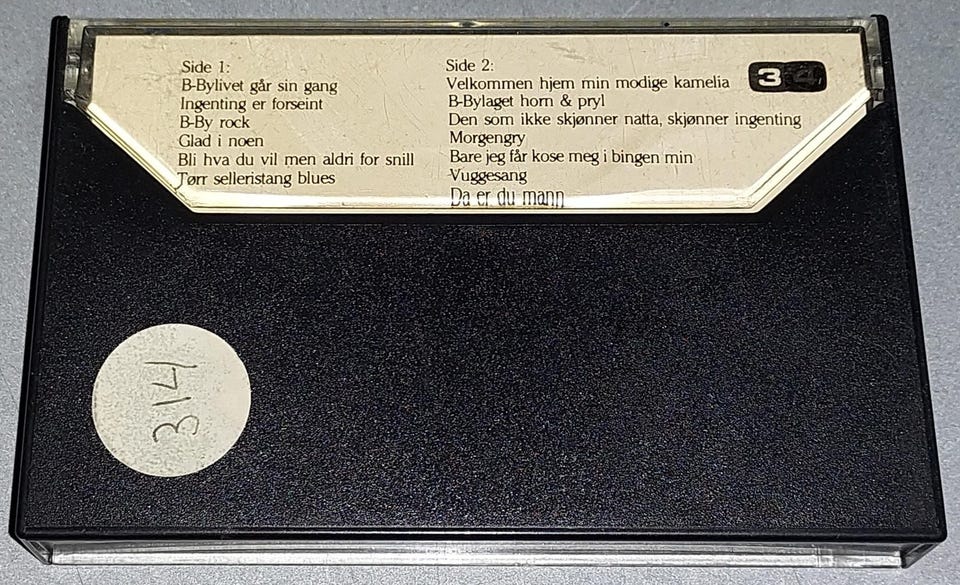 Side 1:
B-Bylivet går sin gang
Ingenting er forseint
B-By rock
Glad i noen
Bli hva du vil men aldri for snill
Tørr selleristang blues
Side 2:
Velkommen hjem min modige kamelia
B-Bylaget horn & pryl
Den som ikke skjønner natta, skjønner ingenting
Morgengry
Bare jeg får kose meg i bingen min
Vuggesang
Da er du mann
34
314